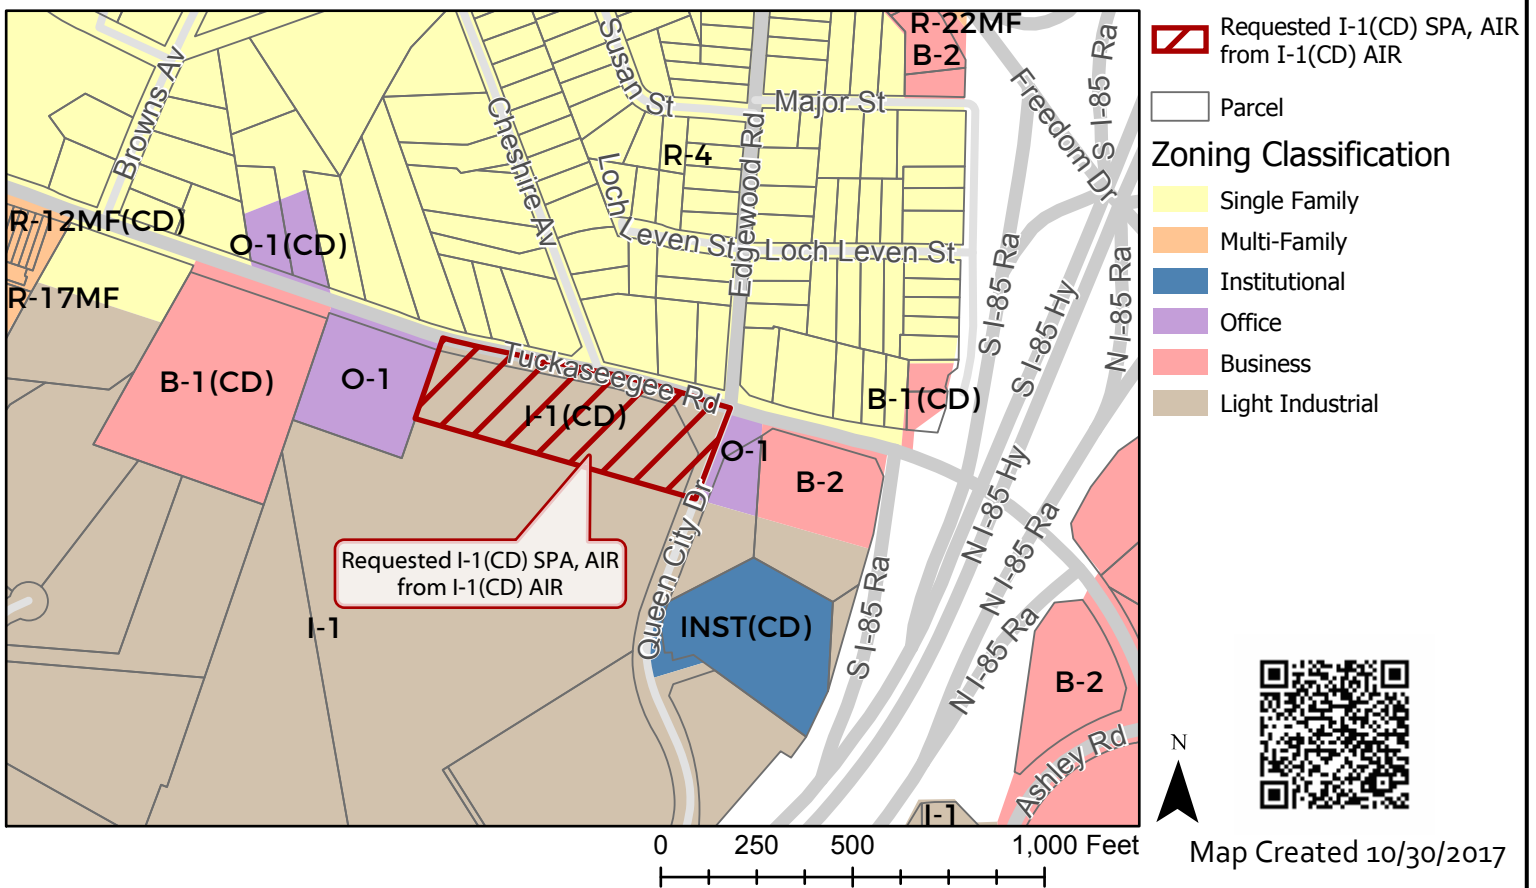 R-22MF
B-2
Susan St
Browns Av
Major St
Freedom Dr
S I-85 Ra
Cheshire Av
R-4
Edgewood Rd
Loch Leven St
Loch Leven St
R-12MF(CD)
O-1(CD)
R-17MF
S I-85 Ra
S I-85 Hy
N I-85 Ra
Tuckaseegee Rd
B-1(CD)
O-1
I-1(CD)
B-1(CD)
O-1
B-2
N I-85 Hy
N I-85 Ra
Queen City Dr
Requested I-1(CD) SPA, AIR
from I-1(CD) AIR
I-1
INST(CD)
S I-85 Ra
N I-85 Ra
B-2
Ashley Rd
I-1
Requested I-1(CD) SPA, AIR
from I-1(CD) AIR
Parcel
Zoning Classification
Single Family
Multi-Family
Institutional
Office
Business
Light Industrial
N
0 250 500 1,000 Feet
Map Created 10/30/2017